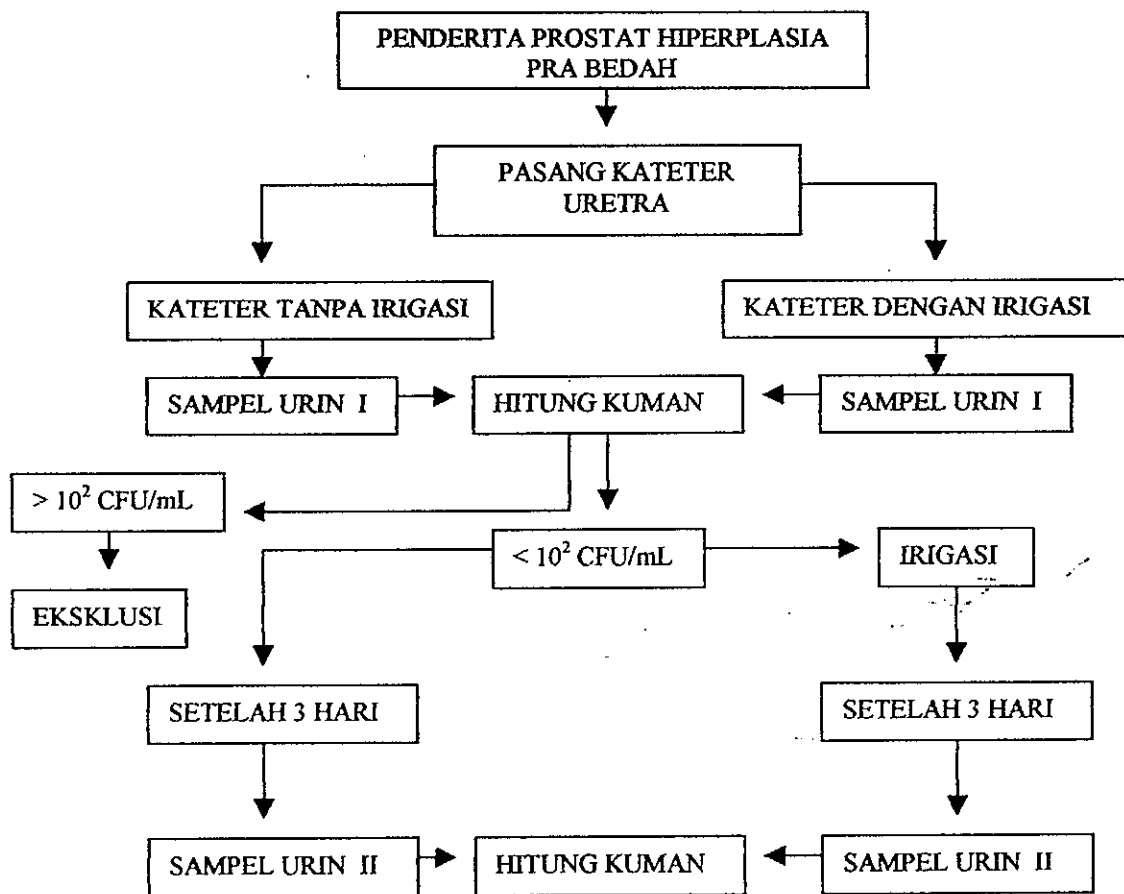 PENDERITA PROSTAT HIPERPLASIA
PRA BEDAH
PASANG KATETER
URETRA
KATETER TANPA IRIGASI
KATETER DENGAN IRIGASI
SAMPEL URIN I
HITUNG KUMAN
SAMPEL URIN I
> 10² CFU/mL
< 10² CFU/mL
IRIGASI
EKSKLUSI
SETELAH 3 HARI
SETELAH 3 HARI
SAMPEL URIN II
HITUNG KUMAN
SAMPEL URIN II